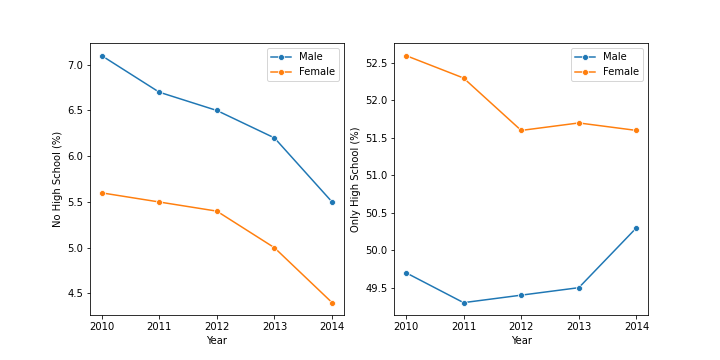 No High School (%)
7.0
6.5
6.0
5.5
5.0
4.5
2010 2011 2012 2013 2014
Year
Male
Female
Only High School (%)
52.5
52.0
51.5
51.0
50.5
50.0
49.5
2010 2011 2012 2013 2014
Year
Male
Female